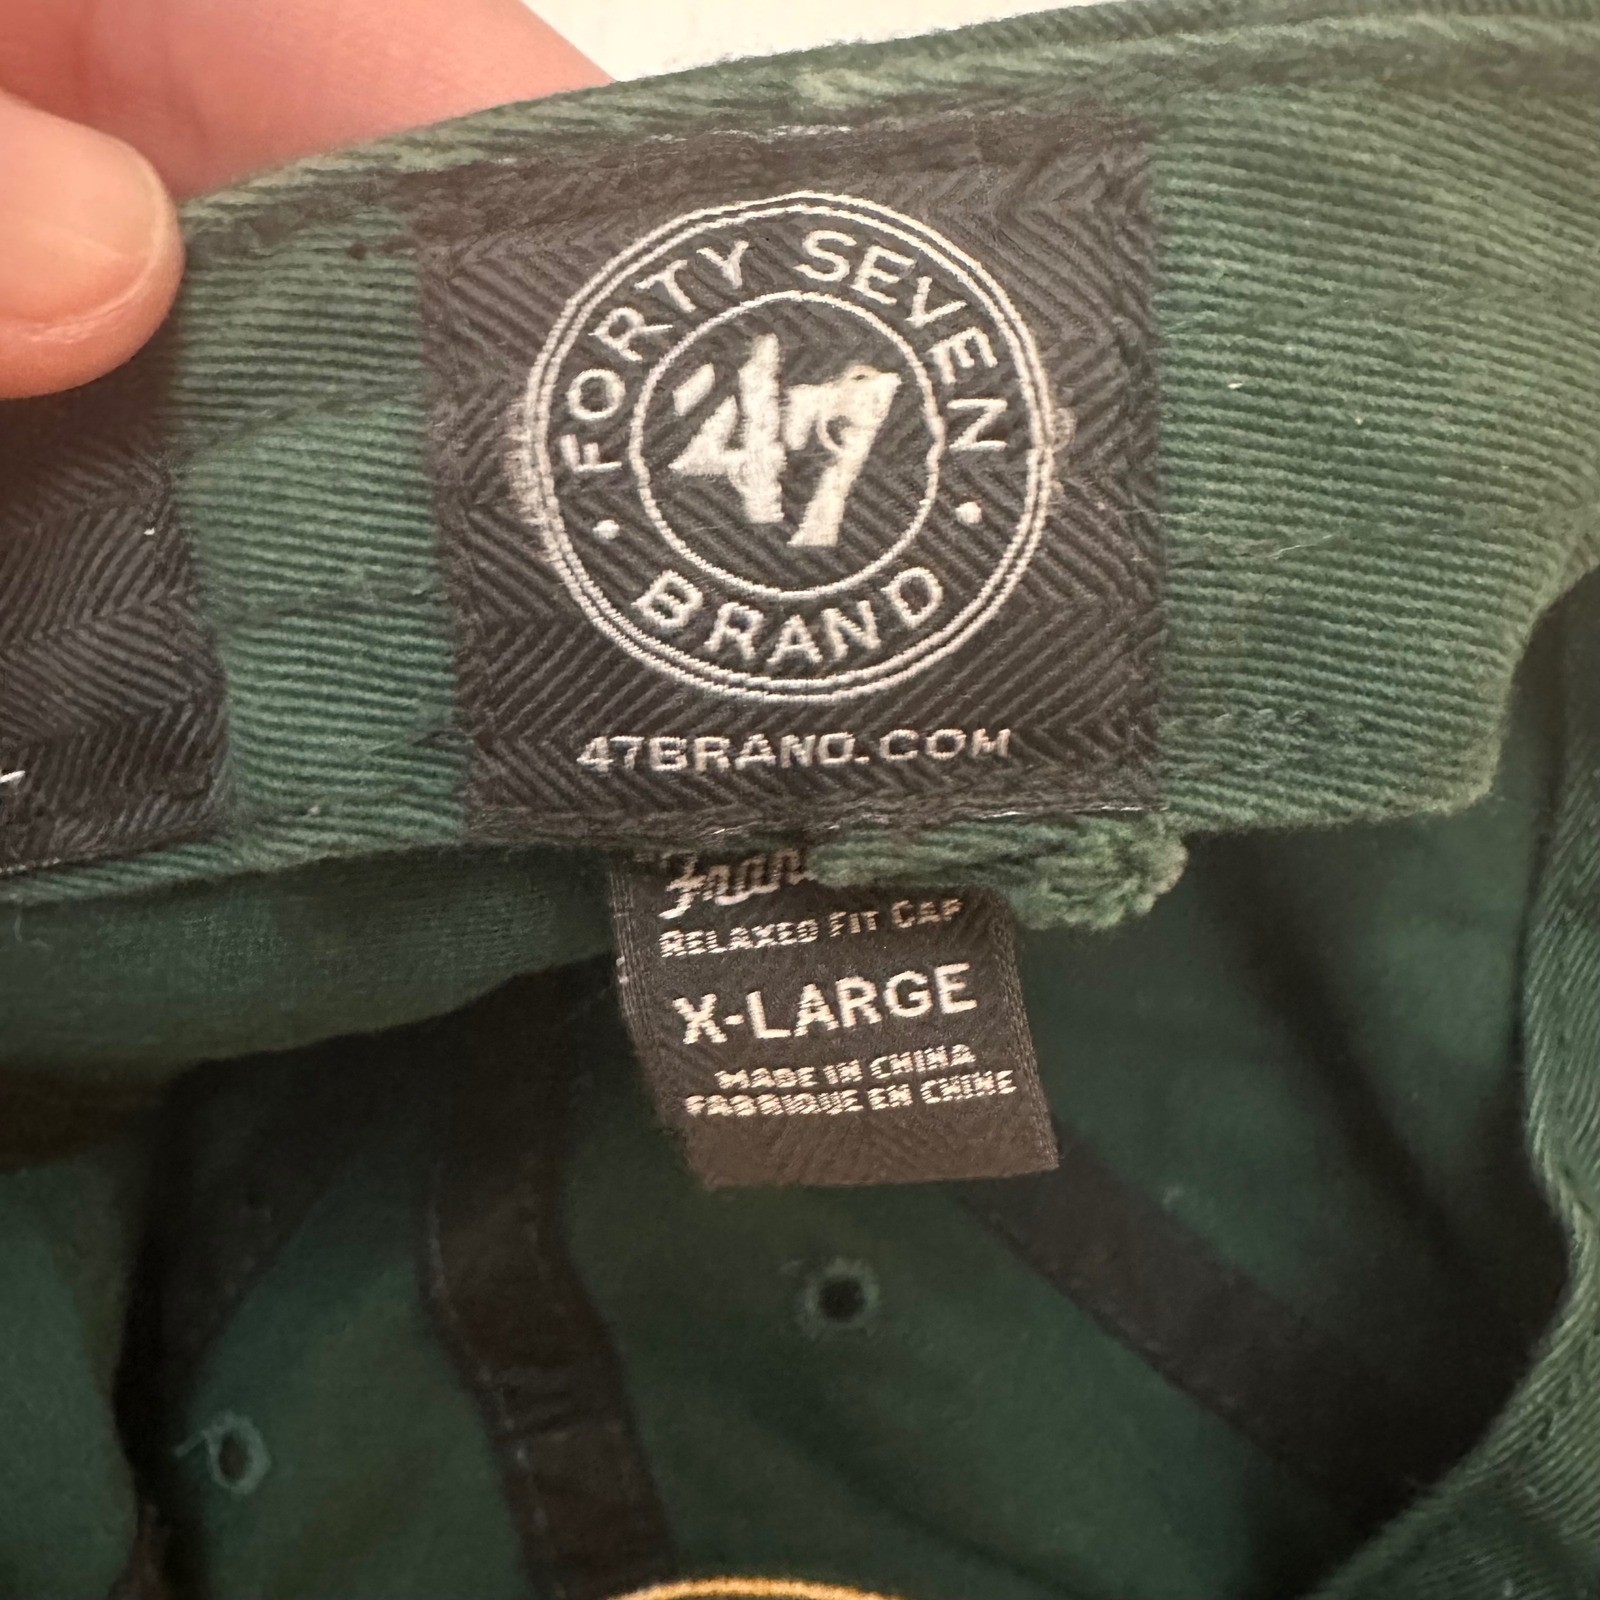 FORTY SEVEN
47
BRAND
47BRAND.COM
RELAXED FIT CAP
X-LARGE
MADE IN CHINA
FABRIQUE EN CHINE